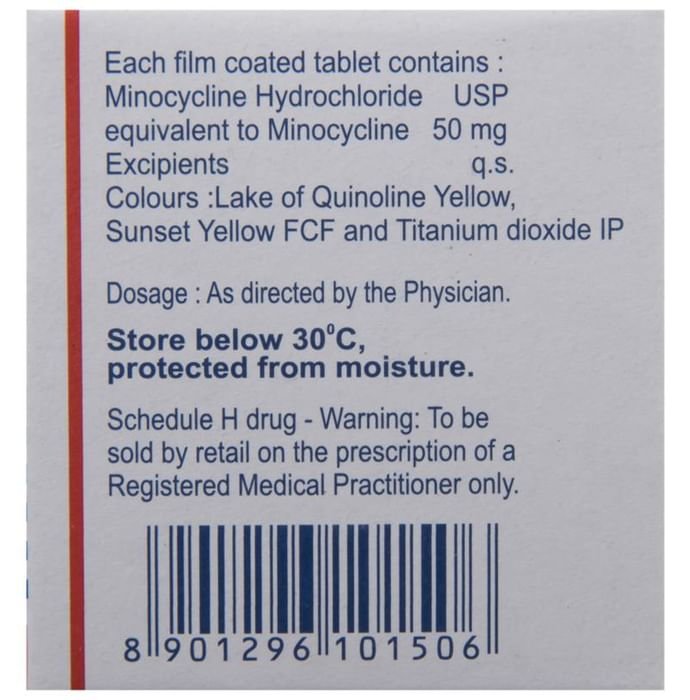 Each film coated tablet contains :
Minocycline Hydrochloride USP
equivalent to Minocycline 50 mg
Excipients q.s.
Colours :Lake of Quinoline Yellow,
Sunset Yellow FCF and Titanium dioxide IP
Dosage : As directed by the Physician.
Store below 30⁰C,
protected from moisture.
Schedule H drug - Warning: To be
sold by retail on the prescription of a
Registered Medical Practitioner only.
8 901296 101506